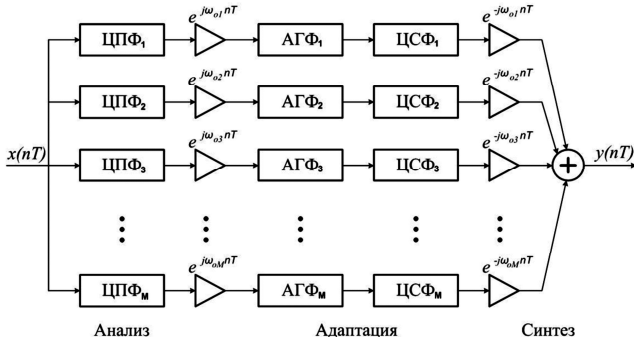 ЦПФ₁ e^{jω_{o1}nT} АГФ₁ ЦСФ₁ e^{-jω_{o1}nT}
ЦПФ₂ e^{jω_{o2}nT} АГФ₂ ЦСФ₂ e^{-jω_{o2}nT}
x(nT) ЦПФ₃ e^{jω_{o3}nT} АГФ₃ ЦСФ₃ e^{-jω_{o3}nT} + y(nT)
ЦПФ_M e^{jω_{oM}nT} АГФ_M ЦСФ_M e^{-jω_{oM}nT}
Анализ Адаптация Синтез